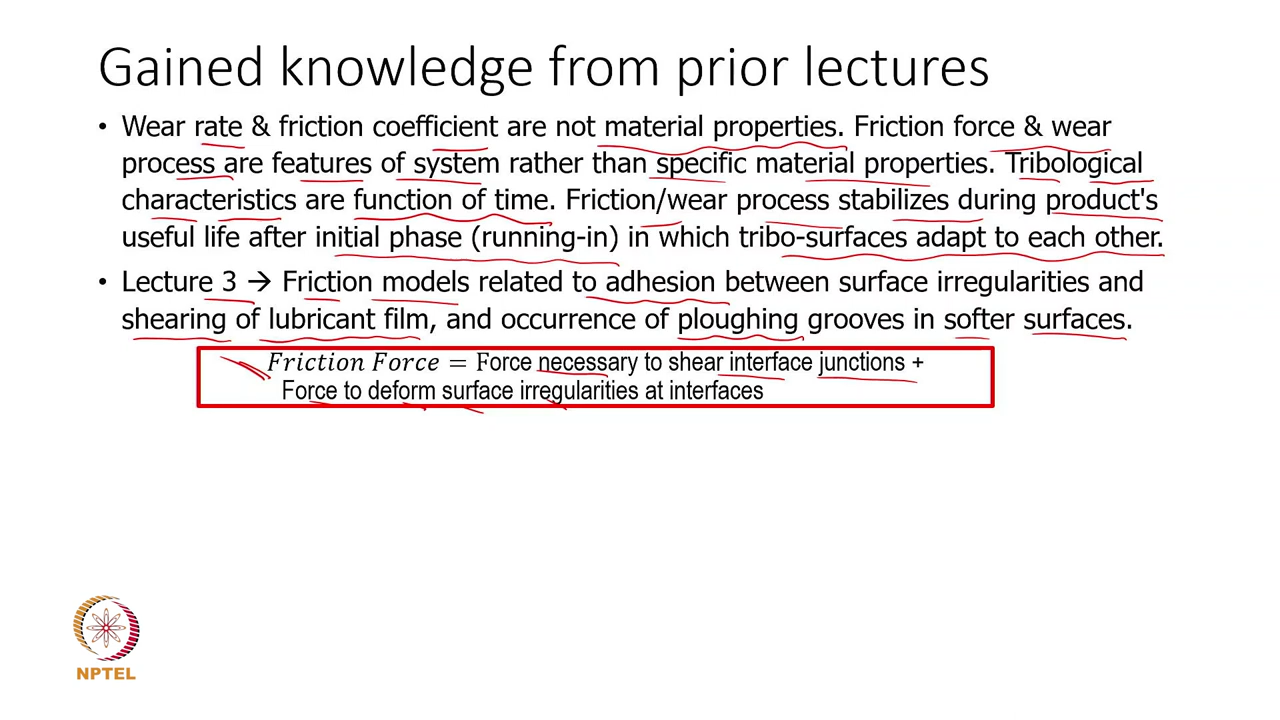 Gained knowledge from prior lectures
• Wear rate & friction coefficient are not material properties. Friction force & wear
process are features of system rather than specific material properties. Tribological
characteristics are function of time. Friction/wear process stabilizes during product's
useful life after initial phase (running-in) in which tribo-surfaces adapt to each other.
• Lecture 3 → Friction models related to adhesion between surface irregularities and
shearing of lubricant film, and occurrence of ploughing grooves in softer surfaces.
Friction Force = Force necessary to shear interface junctions +
Force to deform surface irregularities at interfaces
NPTEL